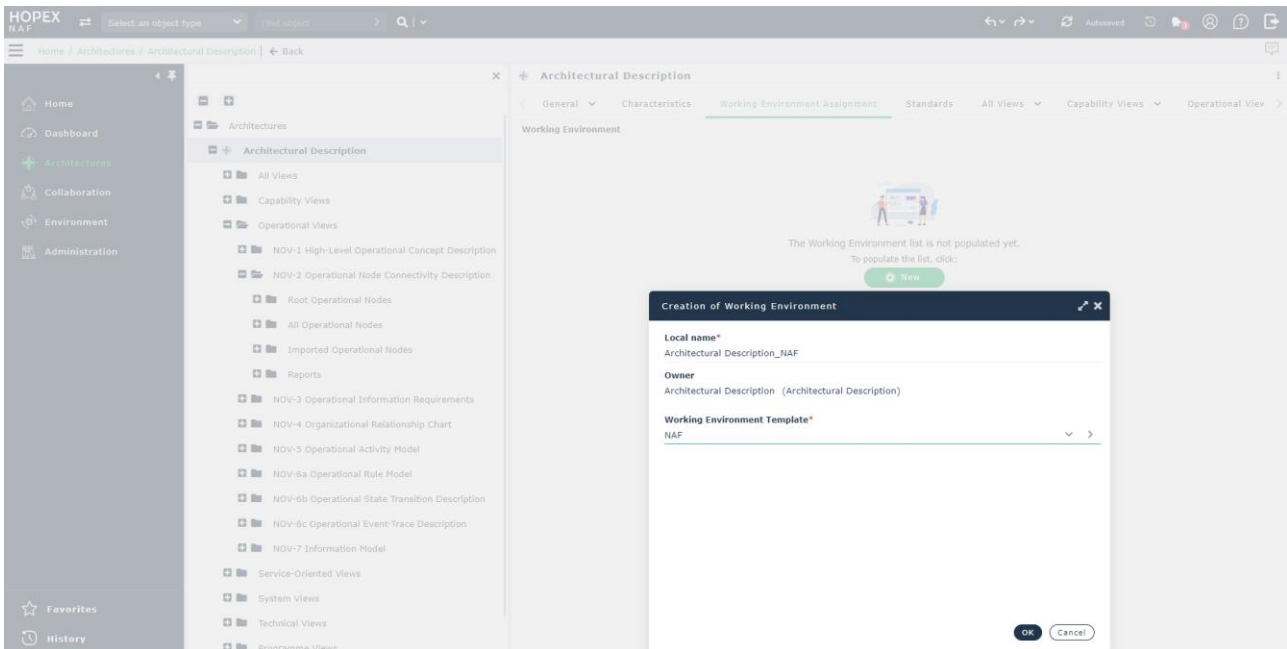 HOPEX
NAF
Select an object type
Find object
Autosaved
Home / Architectures / Architectural Description | ← Back
Home
Dashboard
Architectures
Collaboration
Environment
Administration
Favorites
History
Architectures
Architectural Description
All Views
Capability Views
Operational Views
NOV-1 High-Level Operational Concept Description
NOV-2 Operational Node Connectivity Description
Root Operational Nodes
All Operational Nodes
Imported Operational Nodes
Reports
NOV-3 Operational Information Requirements
NOV-4 Organizational Relationship Chart
NOV-5 Operational Activity Model
NOV-6a Operational Rule Model
NOV-6b Operational State Transition Description
NOV-6c Operational Event-Trace Description
NOV-7 Information Model
Service-Oriented Views
System Views
Technical Views
Programme Views
Architectural Description
General Characteristics Working Environment Assignment Standards All Views Capability Views Operational View
Working Environment
The Working Environment list is not populated yet.
To populate the list, click:
New
Creation of Working Environment
Local name*
Architectural Description_NAF
Owner
Architectural Description (Architectural Description)
Working Environment Template*
NAF
OK Cancel